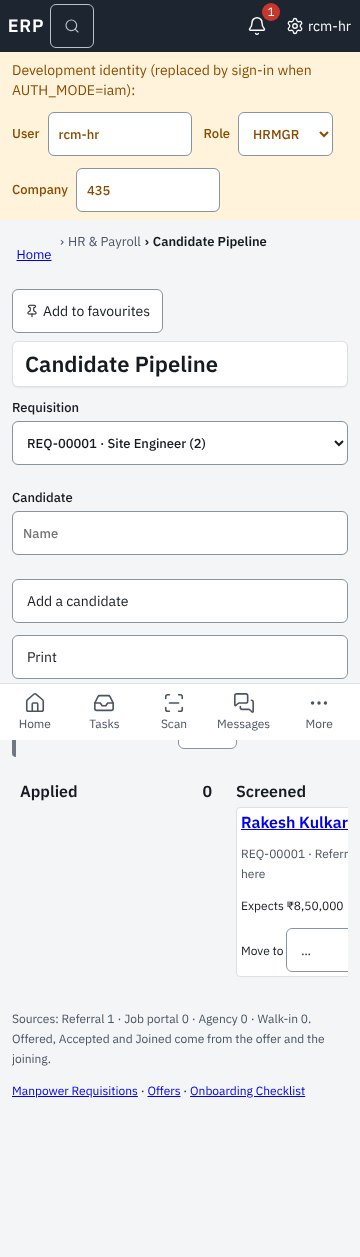 ERP
1
rcm-hr
Development identity (replaced by sign-in when
AUTH_MODE=iam):
User rcm-hr Role HRMGR
Company 435
Home › HR & Payroll › Candidate Pipeline
Add to favourites
Candidate Pipeline
Requisition
REQ-00001 · Site Engineer (2)
Candidate
Name
Add a candidate
Print
Home Tasks Scan Messages More
Applied 0 Screened
Rakesh Kulkar
REQ-00001 · Referr
here
Expects ₹8,50,000
Move to ...
Sources: Referral 1 · Job portal 0 · Agency 0 · Walk-in 0.
Offered, Accepted and Joined come from the offer and the
joining.
Manpower Requisitions · Offers · Onboarding Checklist